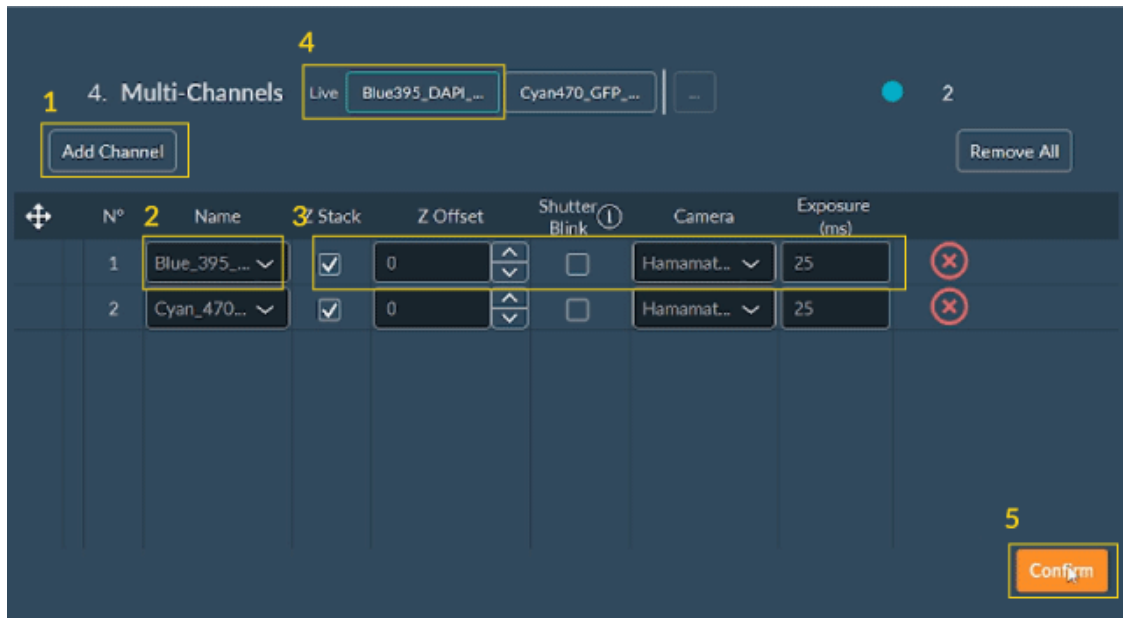 4
1 4. Multi-Channels Live Blue395_DAPI_... Cyan470_GFP_... ... 2
Add Channel Remove All
N° 2 Name 3 Z Stack Z Offset Shutter Blink i Camera Exposure (ms)
1 Blue_395_... 0 Hamamat... 25
2 Cyan_470... 0 Hamamat... 25
5
Confirm